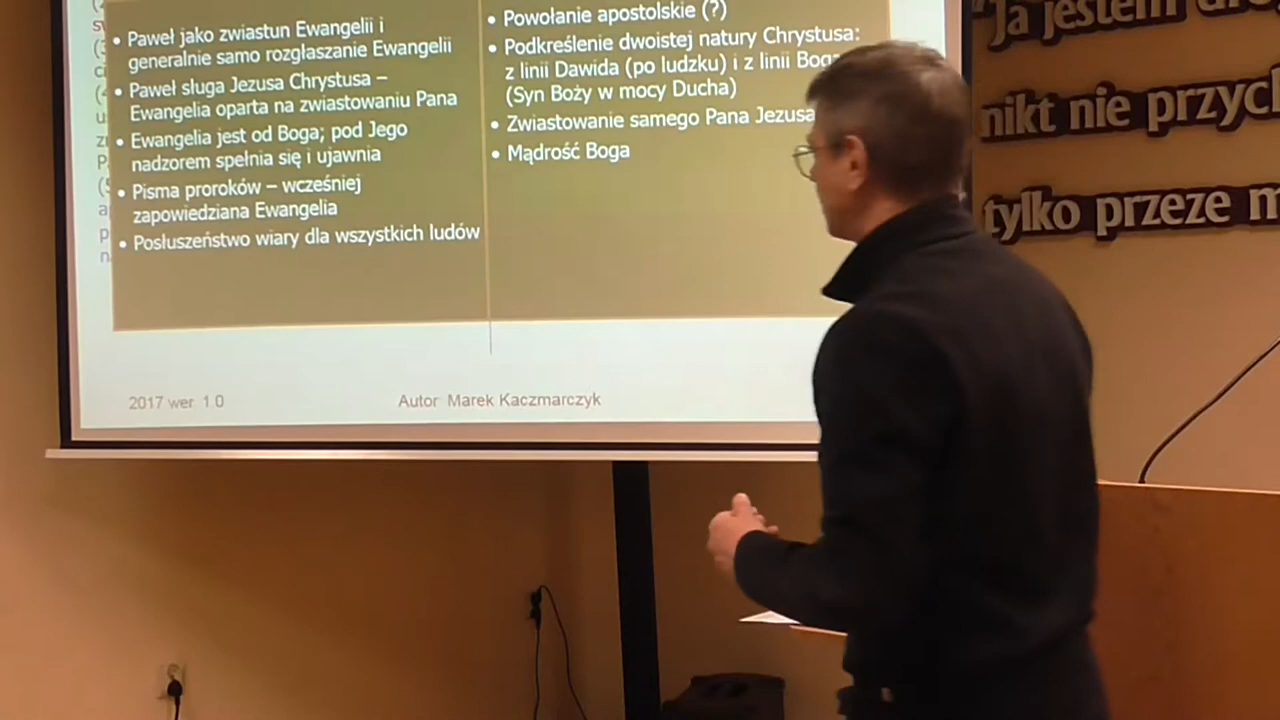 • Paweł jako zwiastun Ewangelii i
generalnie samo rozgłaszanie Ewangelii
• Paweł sługa Jezusa Chrystusa –
Ewangelia oparta na zwiastowaniu Pana
• Ewangelia jest od Boga; pod Jego
nadzorem spełnia się i ujawnia
• Pisma proroków – wcześniej
zapowiedziana Ewangelia
• Posłuszeństwo wiary dla wszystkich ludów
• Powołanie apostolskie (?)
• Podkreślenie dwoistej natury Chrystusa:
z linii Dawida (po ludzku) i z linii Boga
(Syn Boży w mocy Ducha)
• Zwiastowanie samego Pana Jezusa
• Mądrość Boga
2017 wer. 1.0
Autor: Marek Kaczmarczyk
"Ja jestem
nikt nie
tylko przeze